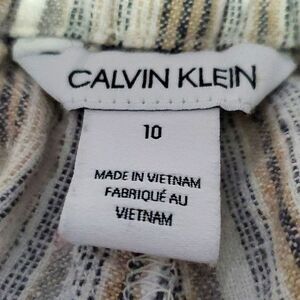 CALVIN KLEIN
10
MADE IN VIETNAM
FABRIQUÉ AU
VIETNAM